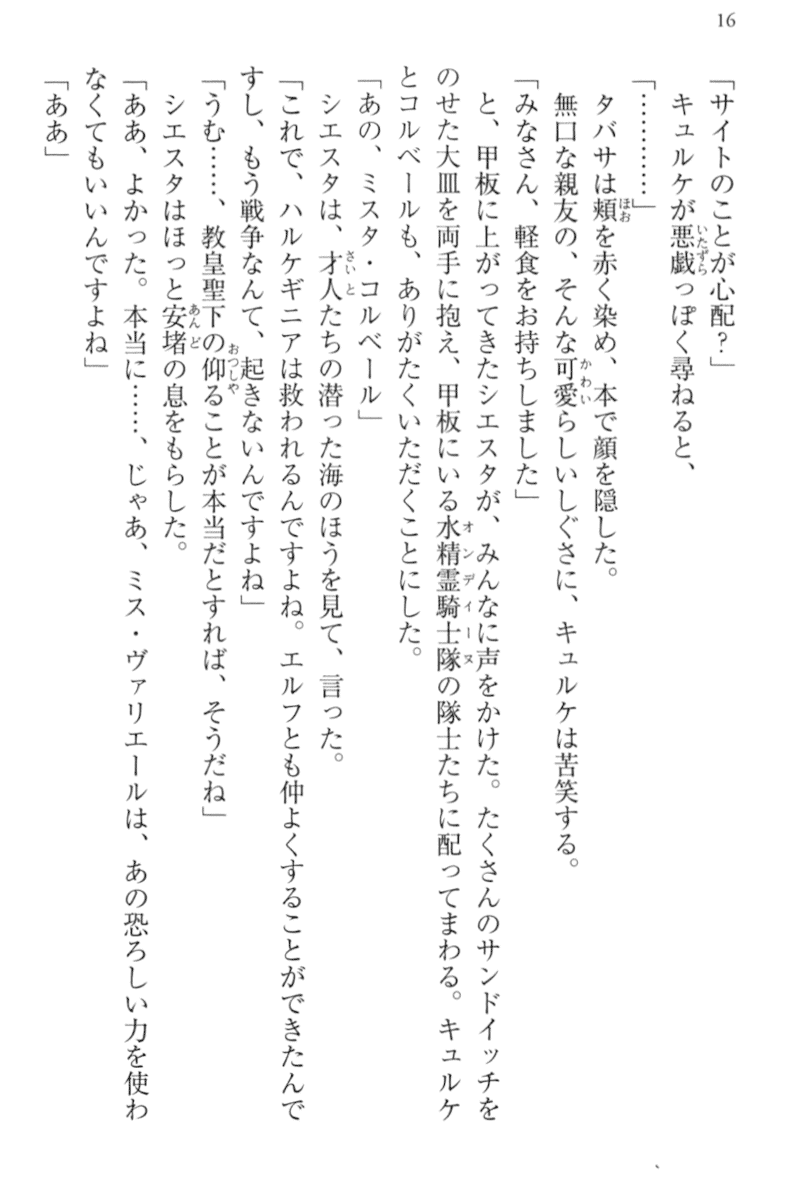 16
「サイトのことが心配？」
キュルケが悪戯っぽく尋ねると、
「…………」
タバサは頬を赤く染め、本で顔を隠した。
無口な親友の、そんな可愛らしいしぐさに、キュルケは苦笑する。
「みなさん、軽食をお持ちしました」
と、甲板に上がってきたシエスタが、みんなに声をかけた。たくさんのサンドイッチを
のせた大皿を両手に抱え、甲板にいる水精霊騎士隊の隊士たちに配ってまわる。キュルケ
とコルベールも、ありがたくいただくことにした。
「あの、ミスタ・コルベール」
シエスタは、才人たちの潜った海のほうを見て、言った。
「これで、ハルケギニアは救われるんですよね。エルフとも仲よくすることができたんで
すし、もう戦争なんて、起きないんですよね」
「うむ……、教皇聖下の仰ることが本当だとすれば、そうだね」
シエスタはほっと安堵の息をもらした。
「ああ、よかった。本当に……、じゃあ、ミス・ヴァリエールは、あの恐ろしい力を使わ
なくてもいいんですよね」
「ああ」